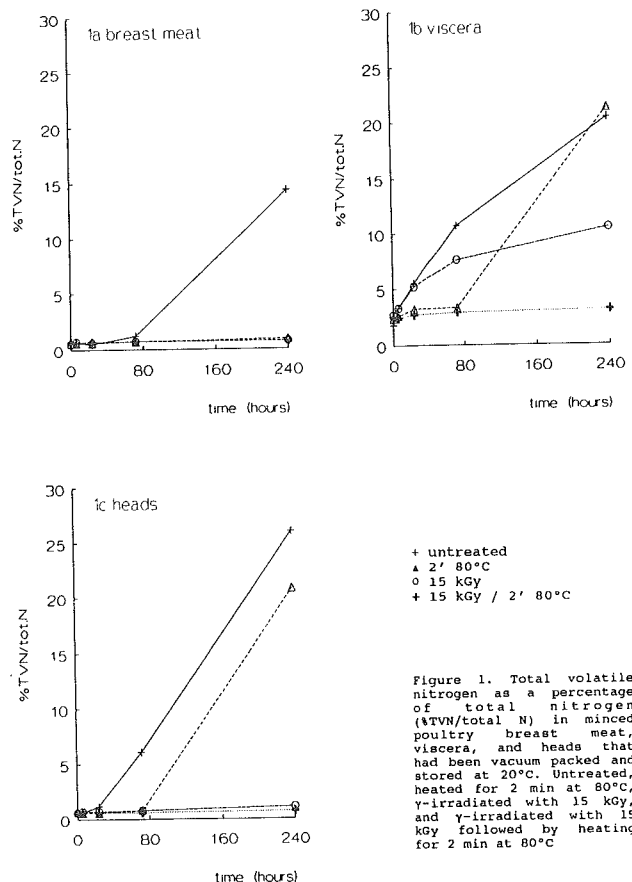 1a breast meat
30
25
20
15
10
5
0
%TVN/tot.N
0 80 160 240
time (hours)
1b viscera
30
25
20
15
10
5
0
%TVN/tot.N
0 80 160 240
time (hours)
1c heads
30
25
20
15
10
5
0
%TVN/tot.N
0 80 160 240
time (hours)
+ untreated
▲ 2' 80°C
o 15 kGy
+ 15 kGy / 2' 80°C
Figure 1. Total volatile
nitrogen as a percentage
of total nitrogen
(%TVN/total N) in minced
poultry breast meat,
viscera, and heads that
had been vacuum packed and
stored at 20°C. Untreated,
heated for 2 min at 80°C,
γ-irradiated with 15 kGy,
and γ-irradiated with 15
kGy followed by heating
for 2 min at 80°C